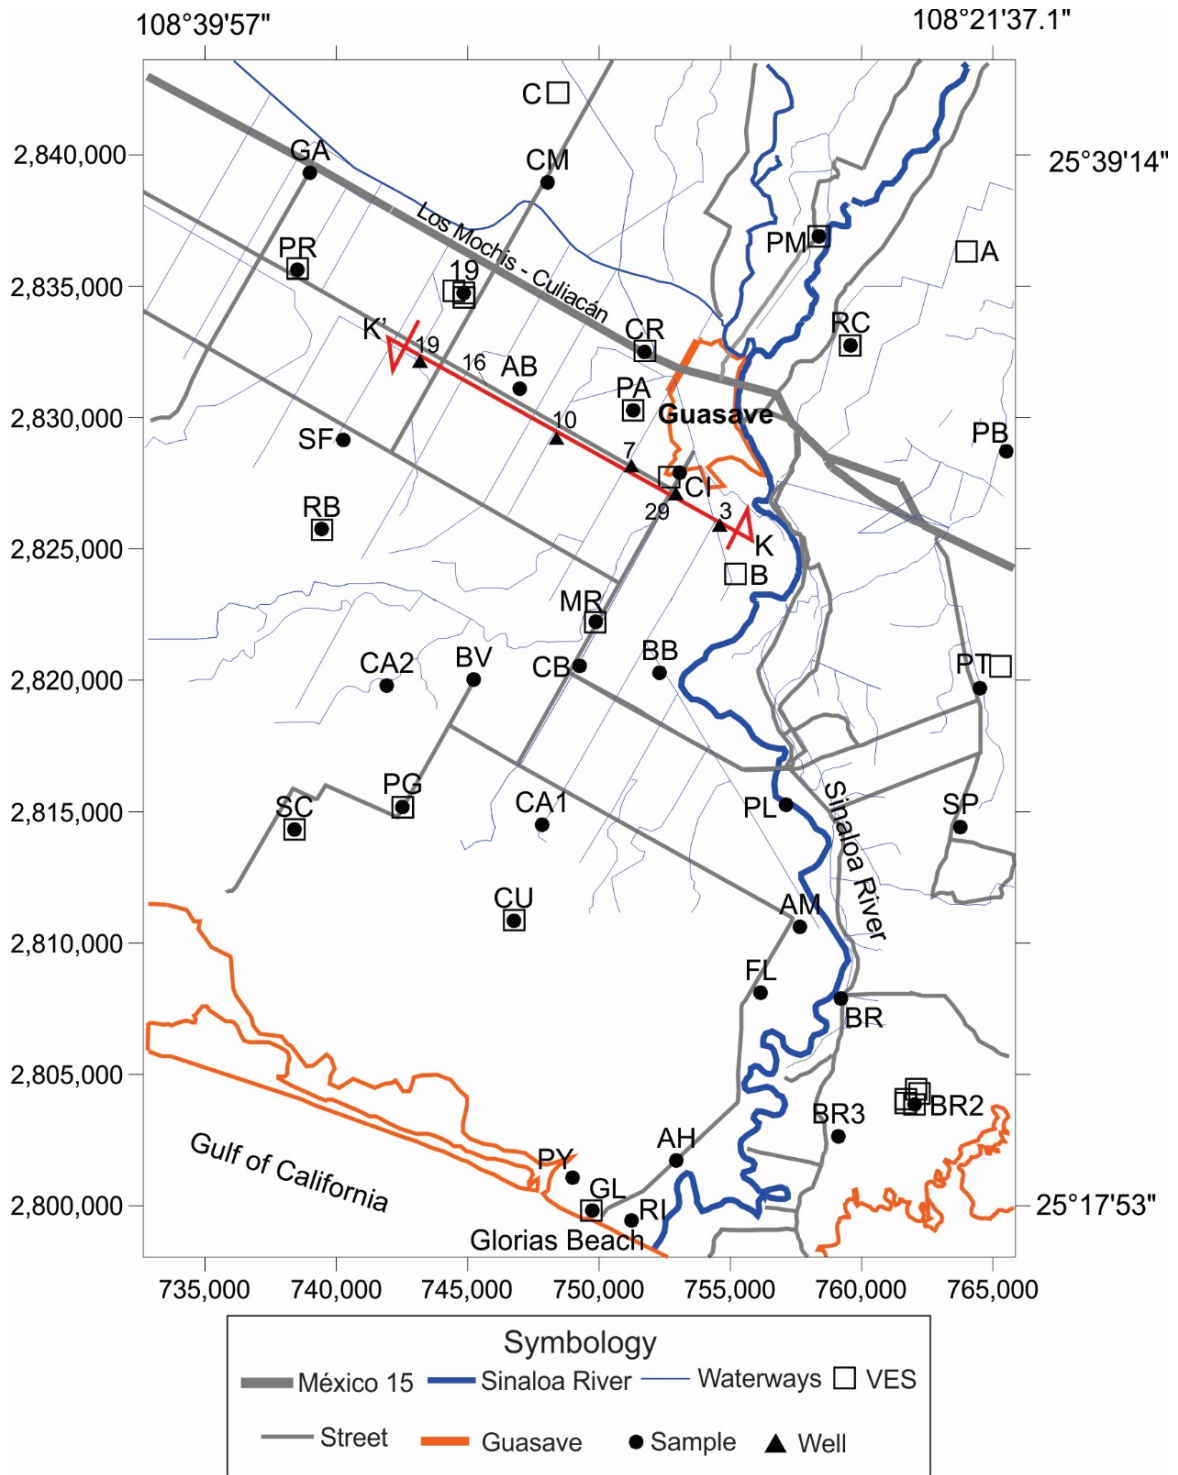 108°39'57"
108°21'37.1"
C
2,840,000
GA
CM
25°39'14"
Los Mochis - Culiacán
PM
A
PR
19
2,835,000
K'
19
CR
RC
16
AB
PA
2,830,000
10
Guasave
SF
7
PB
CI
RB
29
3
2,825,000
K
B
MR
CA2
BV
CB
BB
PT
2,820,000
PG
SC
CA1
PL
Sinaloa River
SP
2,815,000
CU
AM
2,810,000
FL
BR
2,805,000
BR3
BR2
Gulf of California
AH
PY
GL
RI
2,800,000
25°17'53"
Glorias Beach
735,000 740,000 745,000 750,000 755,000 760,000 765,000
Symbology
México 15 Sinaloa River Waterways VES
Street Guasave Sample Well